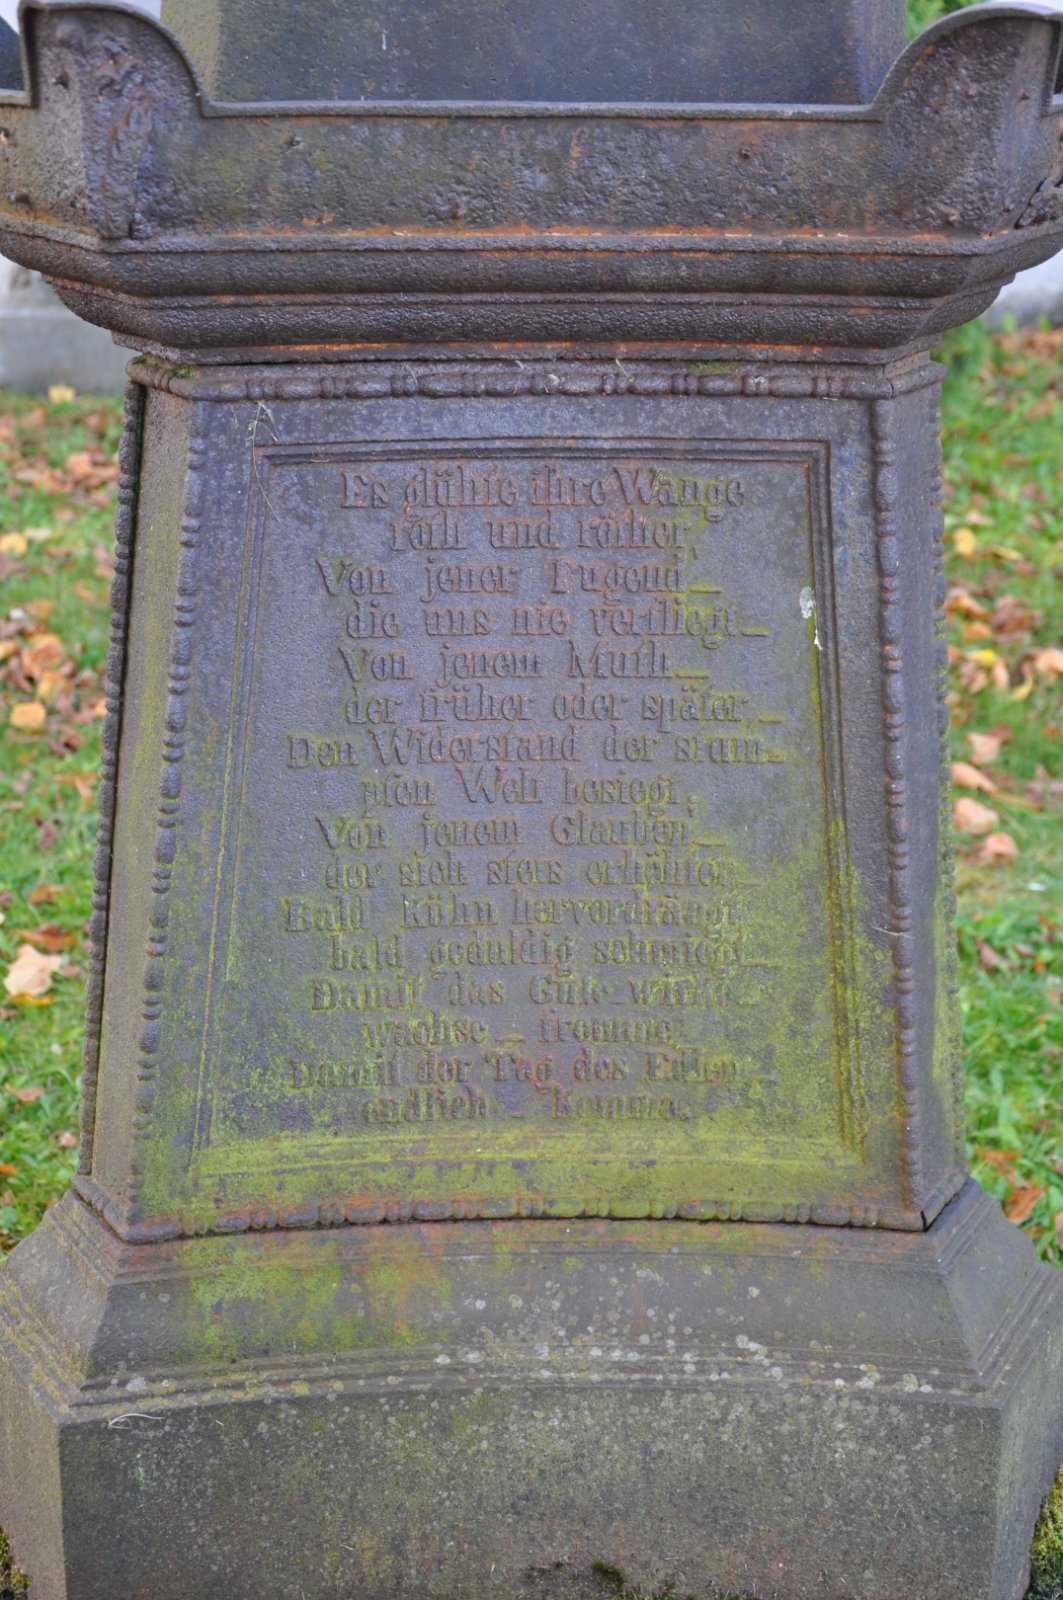 Es glühte ihre Wange
roth und röther,
Von jener Jugend
die uns nie verfliegt
Von jenem Muth
der früher oder später
Den Widerstand der stum-
pfen Welt besiegt;
Von jenem Glauben,
der sich stets erhöhter
Bald kühn hervordrängt,
bald geduldig schmiegt
Damit das Gute wirke
wachse - fromme,
Damit der Tag des Edlen,
endlich komme.